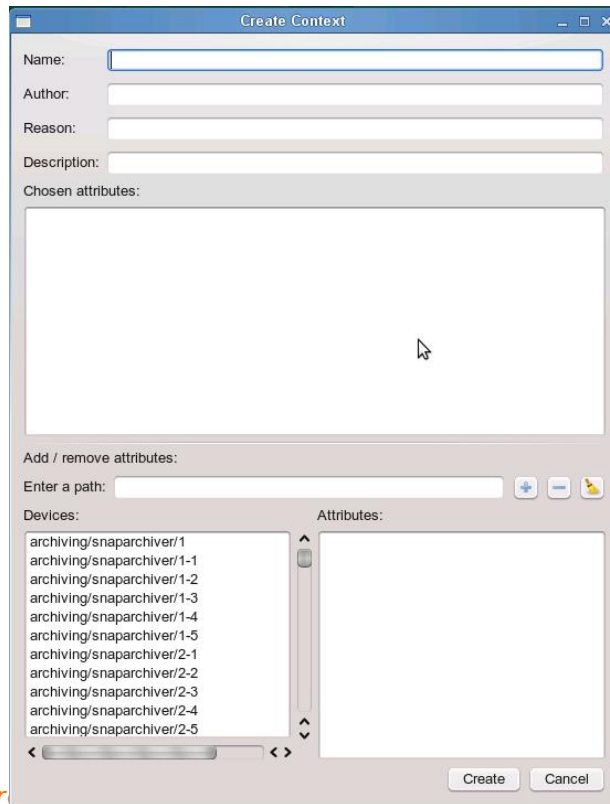 Create Context
Name:
Author:
Reason:
Description:
Chosen attributes:
Add / remove attributes:
Enter a path:
Devices:
Attributes:
archiving/snaparchiver/1
archiving/snaparchiver/1-1
archiving/snaparchiver/1-2
archiving/snaparchiver/1-3
archiving/snaparchiver/1-4
archiving/snaparchiver/1-5
archiving/snaparchiver/2-1
archiving/snaparchiver/2-2
archiving/snaparchiver/2-3
archiving/snaparchiver/2-4
archiving/snaparchiver/2-5
Create
Cancel